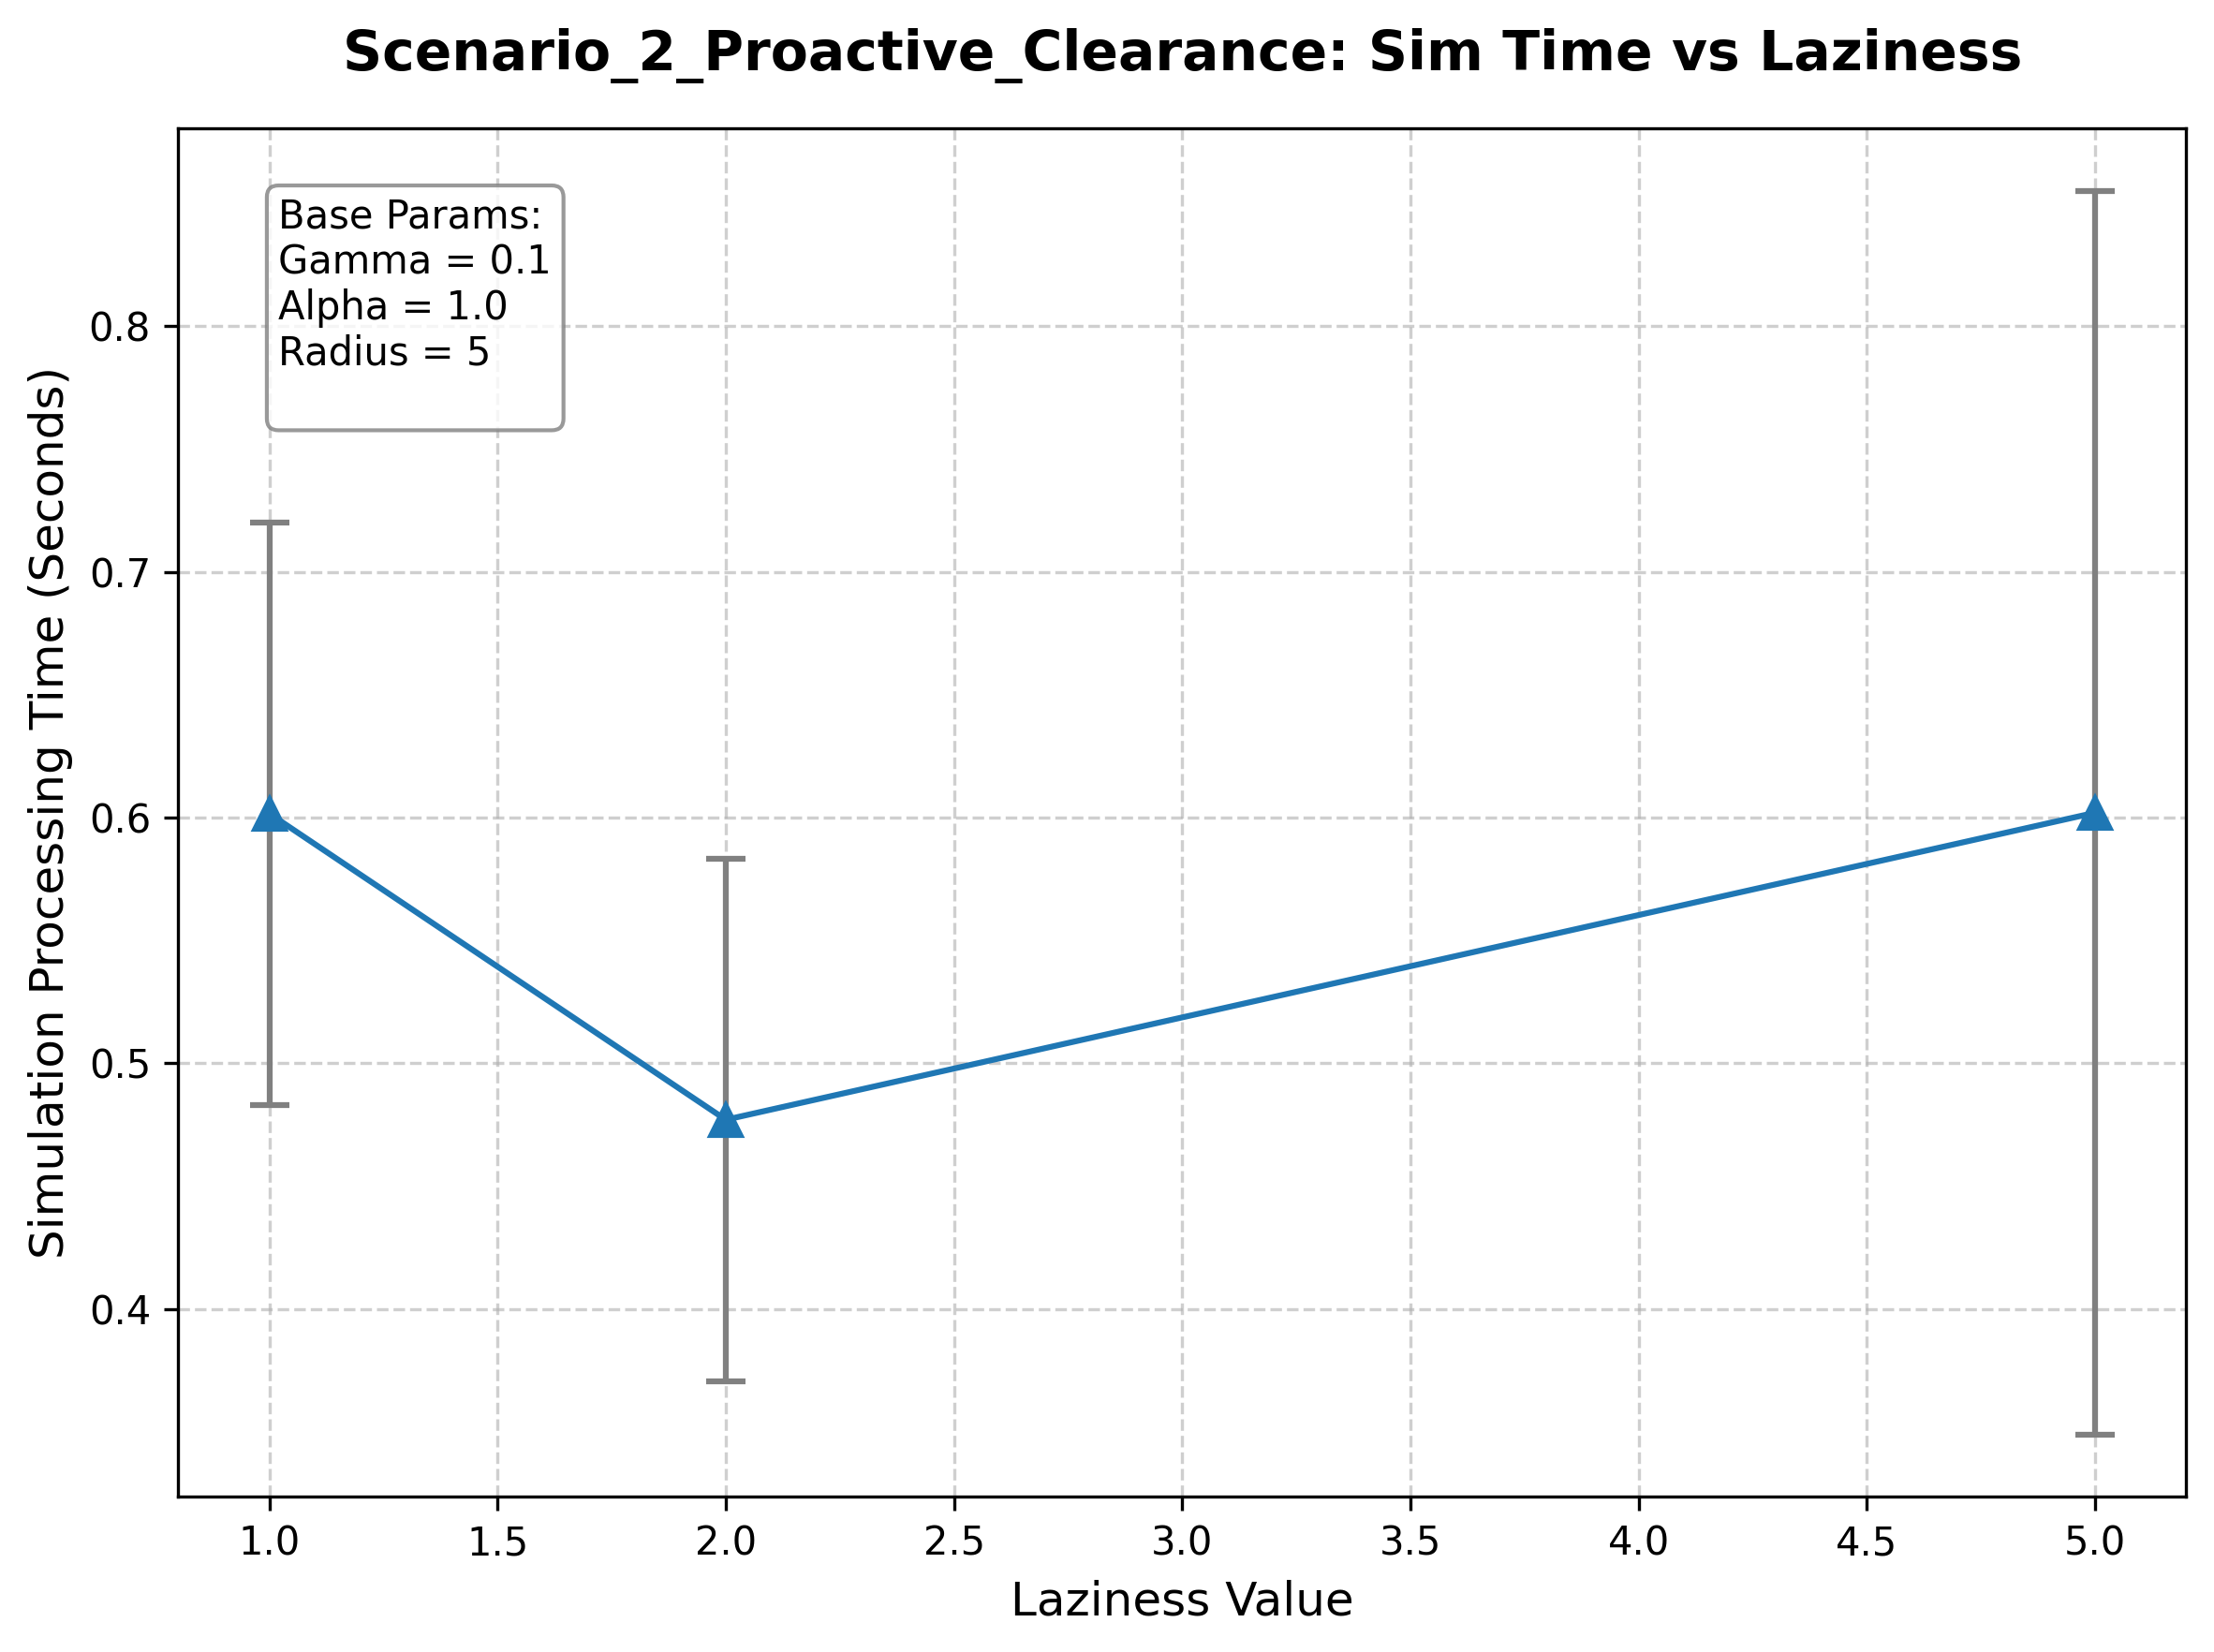 Scenario_2_Proactive_Clearance: Sim Time vs Laziness
Base Params:
Gamma = 0.1
Alpha = 1.0
Radius = 5
Simulation Processing Time (Seconds)
0.8
0.7
0.6
0.5
0.4
1.0 1.5 2.0 2.5 3.0 3.5 4.0 4.5 5.0
Laziness Value